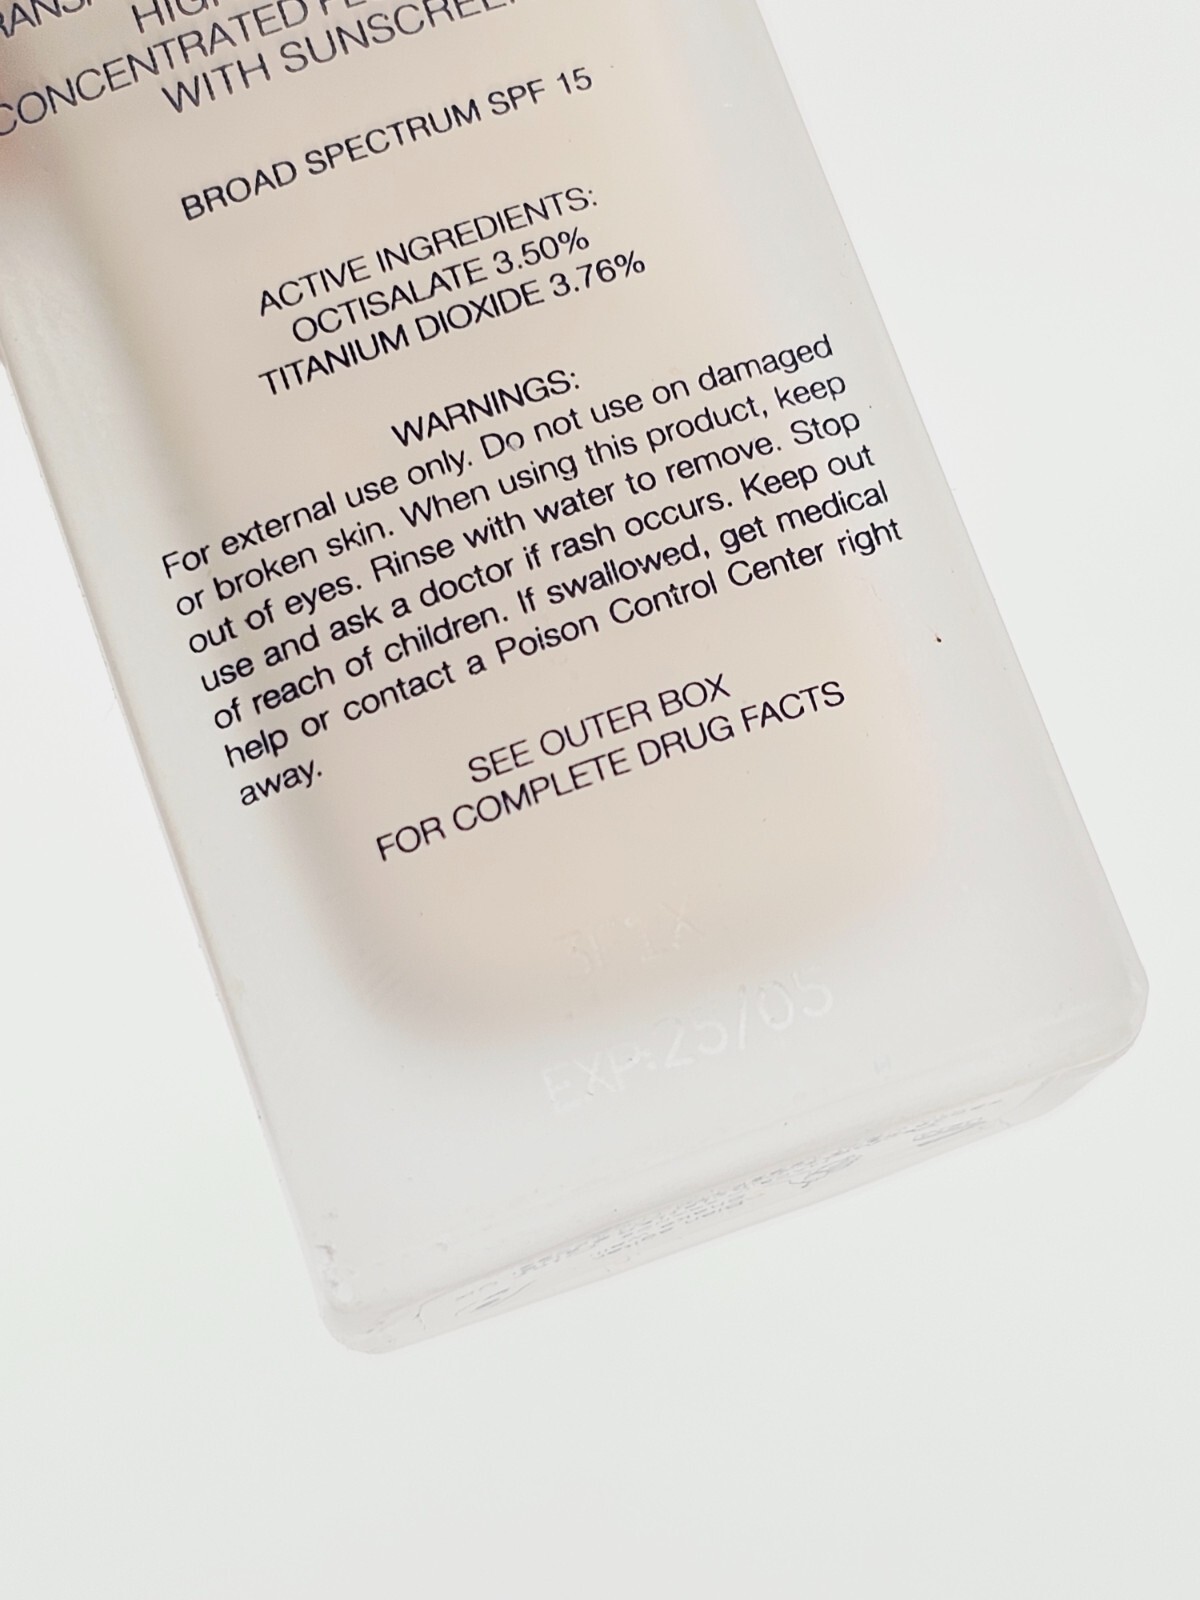 WITH SUNSCREEN
BROAD SPECTRUM SPF 15
ACTIVE INGREDIENTS:
OCTISALATE 3.50%
TITANIUM DIOXIDE 3.76%
WARNINGS:
For external use only. Do not use on damaged
or broken skin. When using this product, keep
out of eyes. Rinse with water to remove. Stop
use and ask a doctor if rash occurs. Keep out
of reach of children. If swallowed, get medical
help or contact a Poison Control Center right
away.
SEE OUTER BOX
FOR COMPLETE DRUG FACTS
EXP:25/05